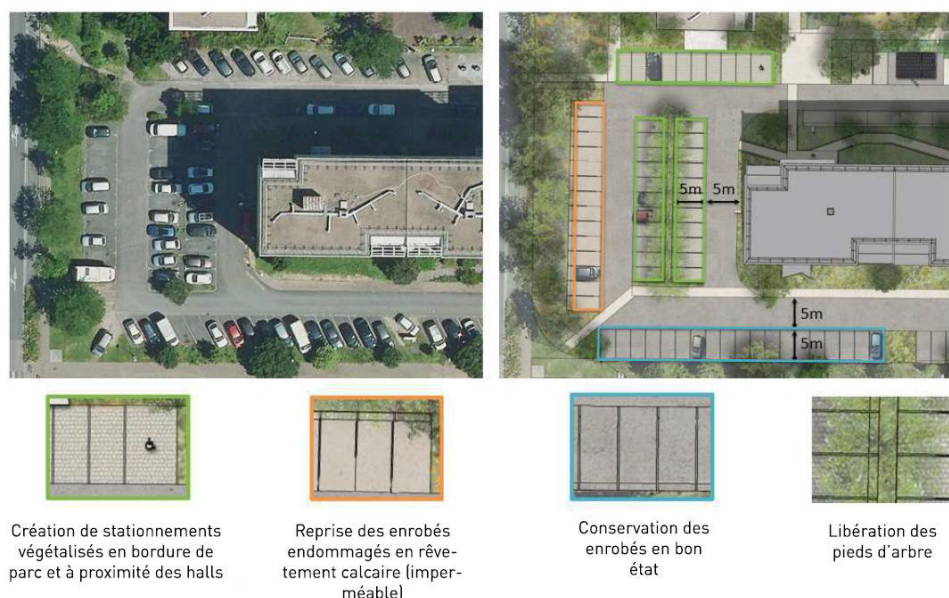 5m 5m
5m
5m
Création de stationnements
végétalisés en bordure de
parc et à proximité des halls
Reprise des enrobés
endommagés en rêve-
tement calcaire (imper-
méable)
Conservation des
enrobés en bon
état
Libération des
pieds d'arbre